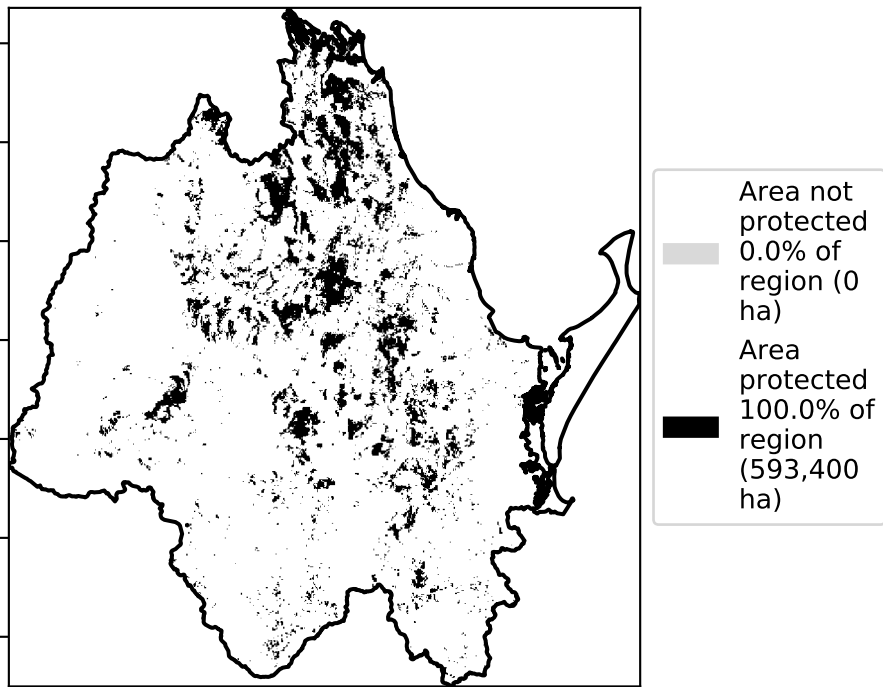 Area not
protected
0.0% of
region (0
ha)
Area
protected
100.0% of
region
(593,400
ha)